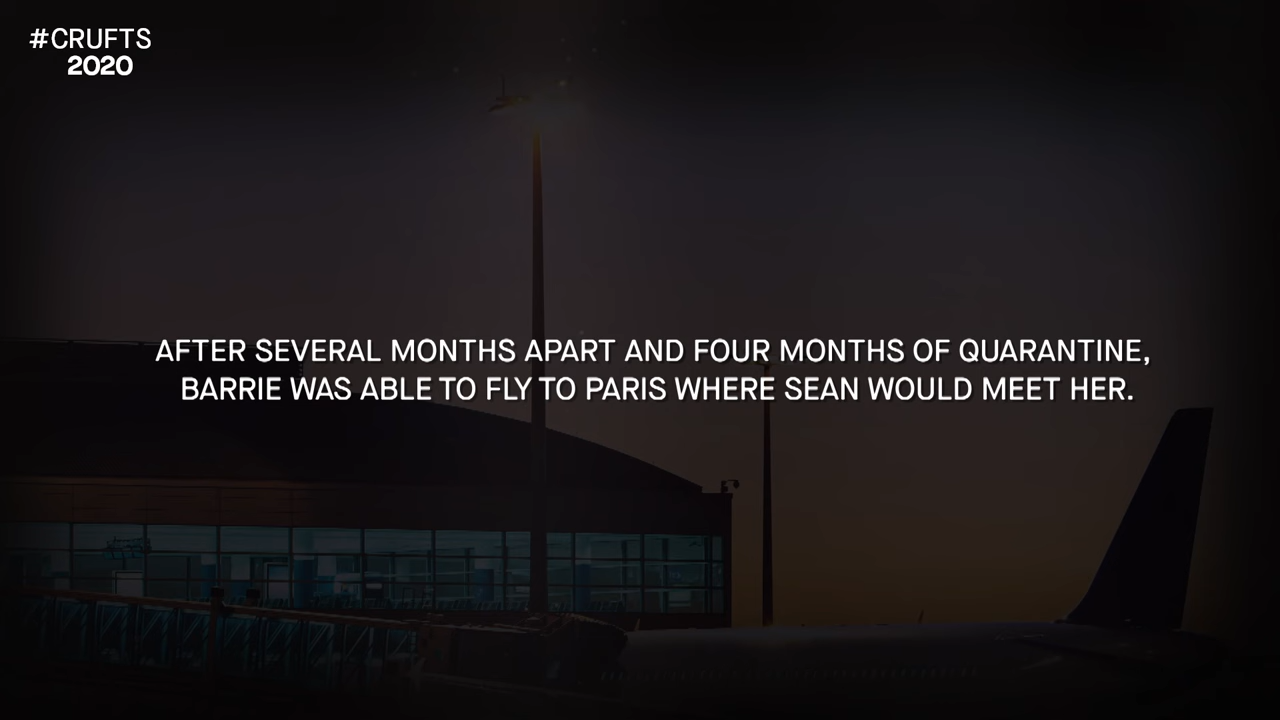 #CRUFTS
2020
AFTER SEVERAL MONTHS APART AND FOUR MONTHS OF QUARANTINE,
BARRIE WAS ABLE TO FLY TO PARIS WHERE SEAN WOULD MEET HER.